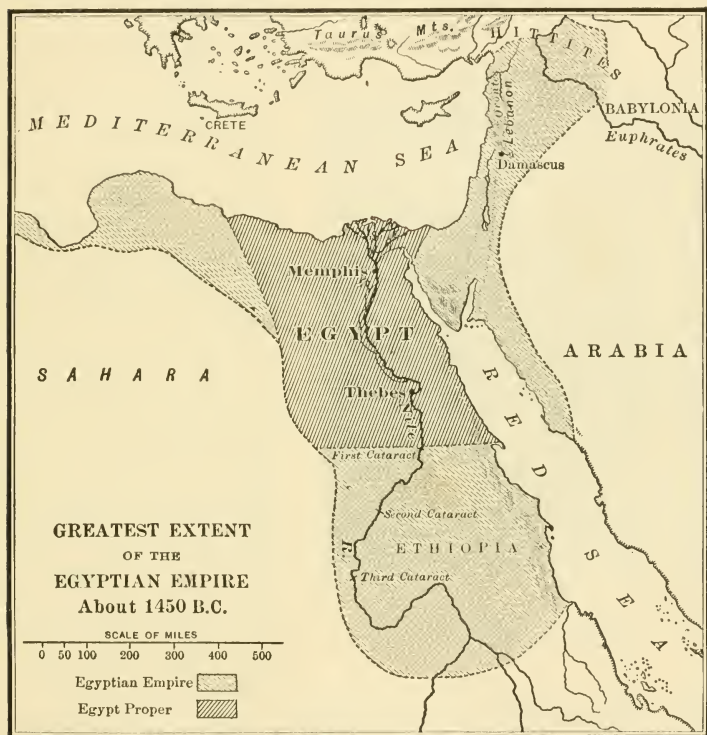 Taurus Mts.
HITTITES
CRETE
BABYLONIA
Euphrates
MEDITERRANEAN SEA
Orontes
Lebanon
Damascus
Memphis
EGYPT
SAHARA
ARABIA
Thebes
Nile
RED SEA
First Cataract
Second Cataract
ETHIOPIA
R.
Third Cataract
GREATEST EXTENT
OF THE
EGYPTIAN EMPIRE
About 1450 B.C.
SCALE OF MILES
0 50 100 200 300 400 500
Egyptian Empire
Egypt Proper